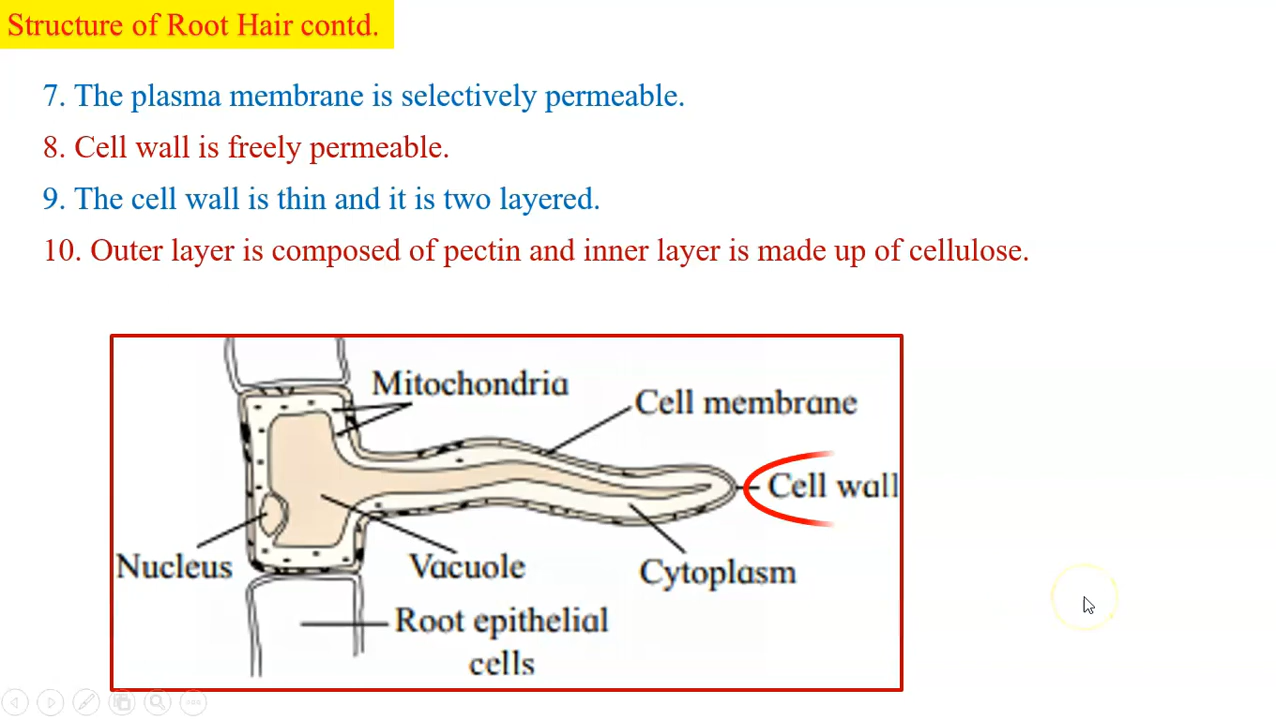 Structure of Root Hair contd.
7. The plasma membrane is selectively permeable.
8. Cell wall is freely permeable.
9. The cell wall is thin and it is two layered.
10. Outer layer is composed of pectin and inner layer is made up of cellulose.
Mitochondria
Cell membrane
Cell wall
Nucleus
Vacuole
Cytoplasm
Root epithelial
cells